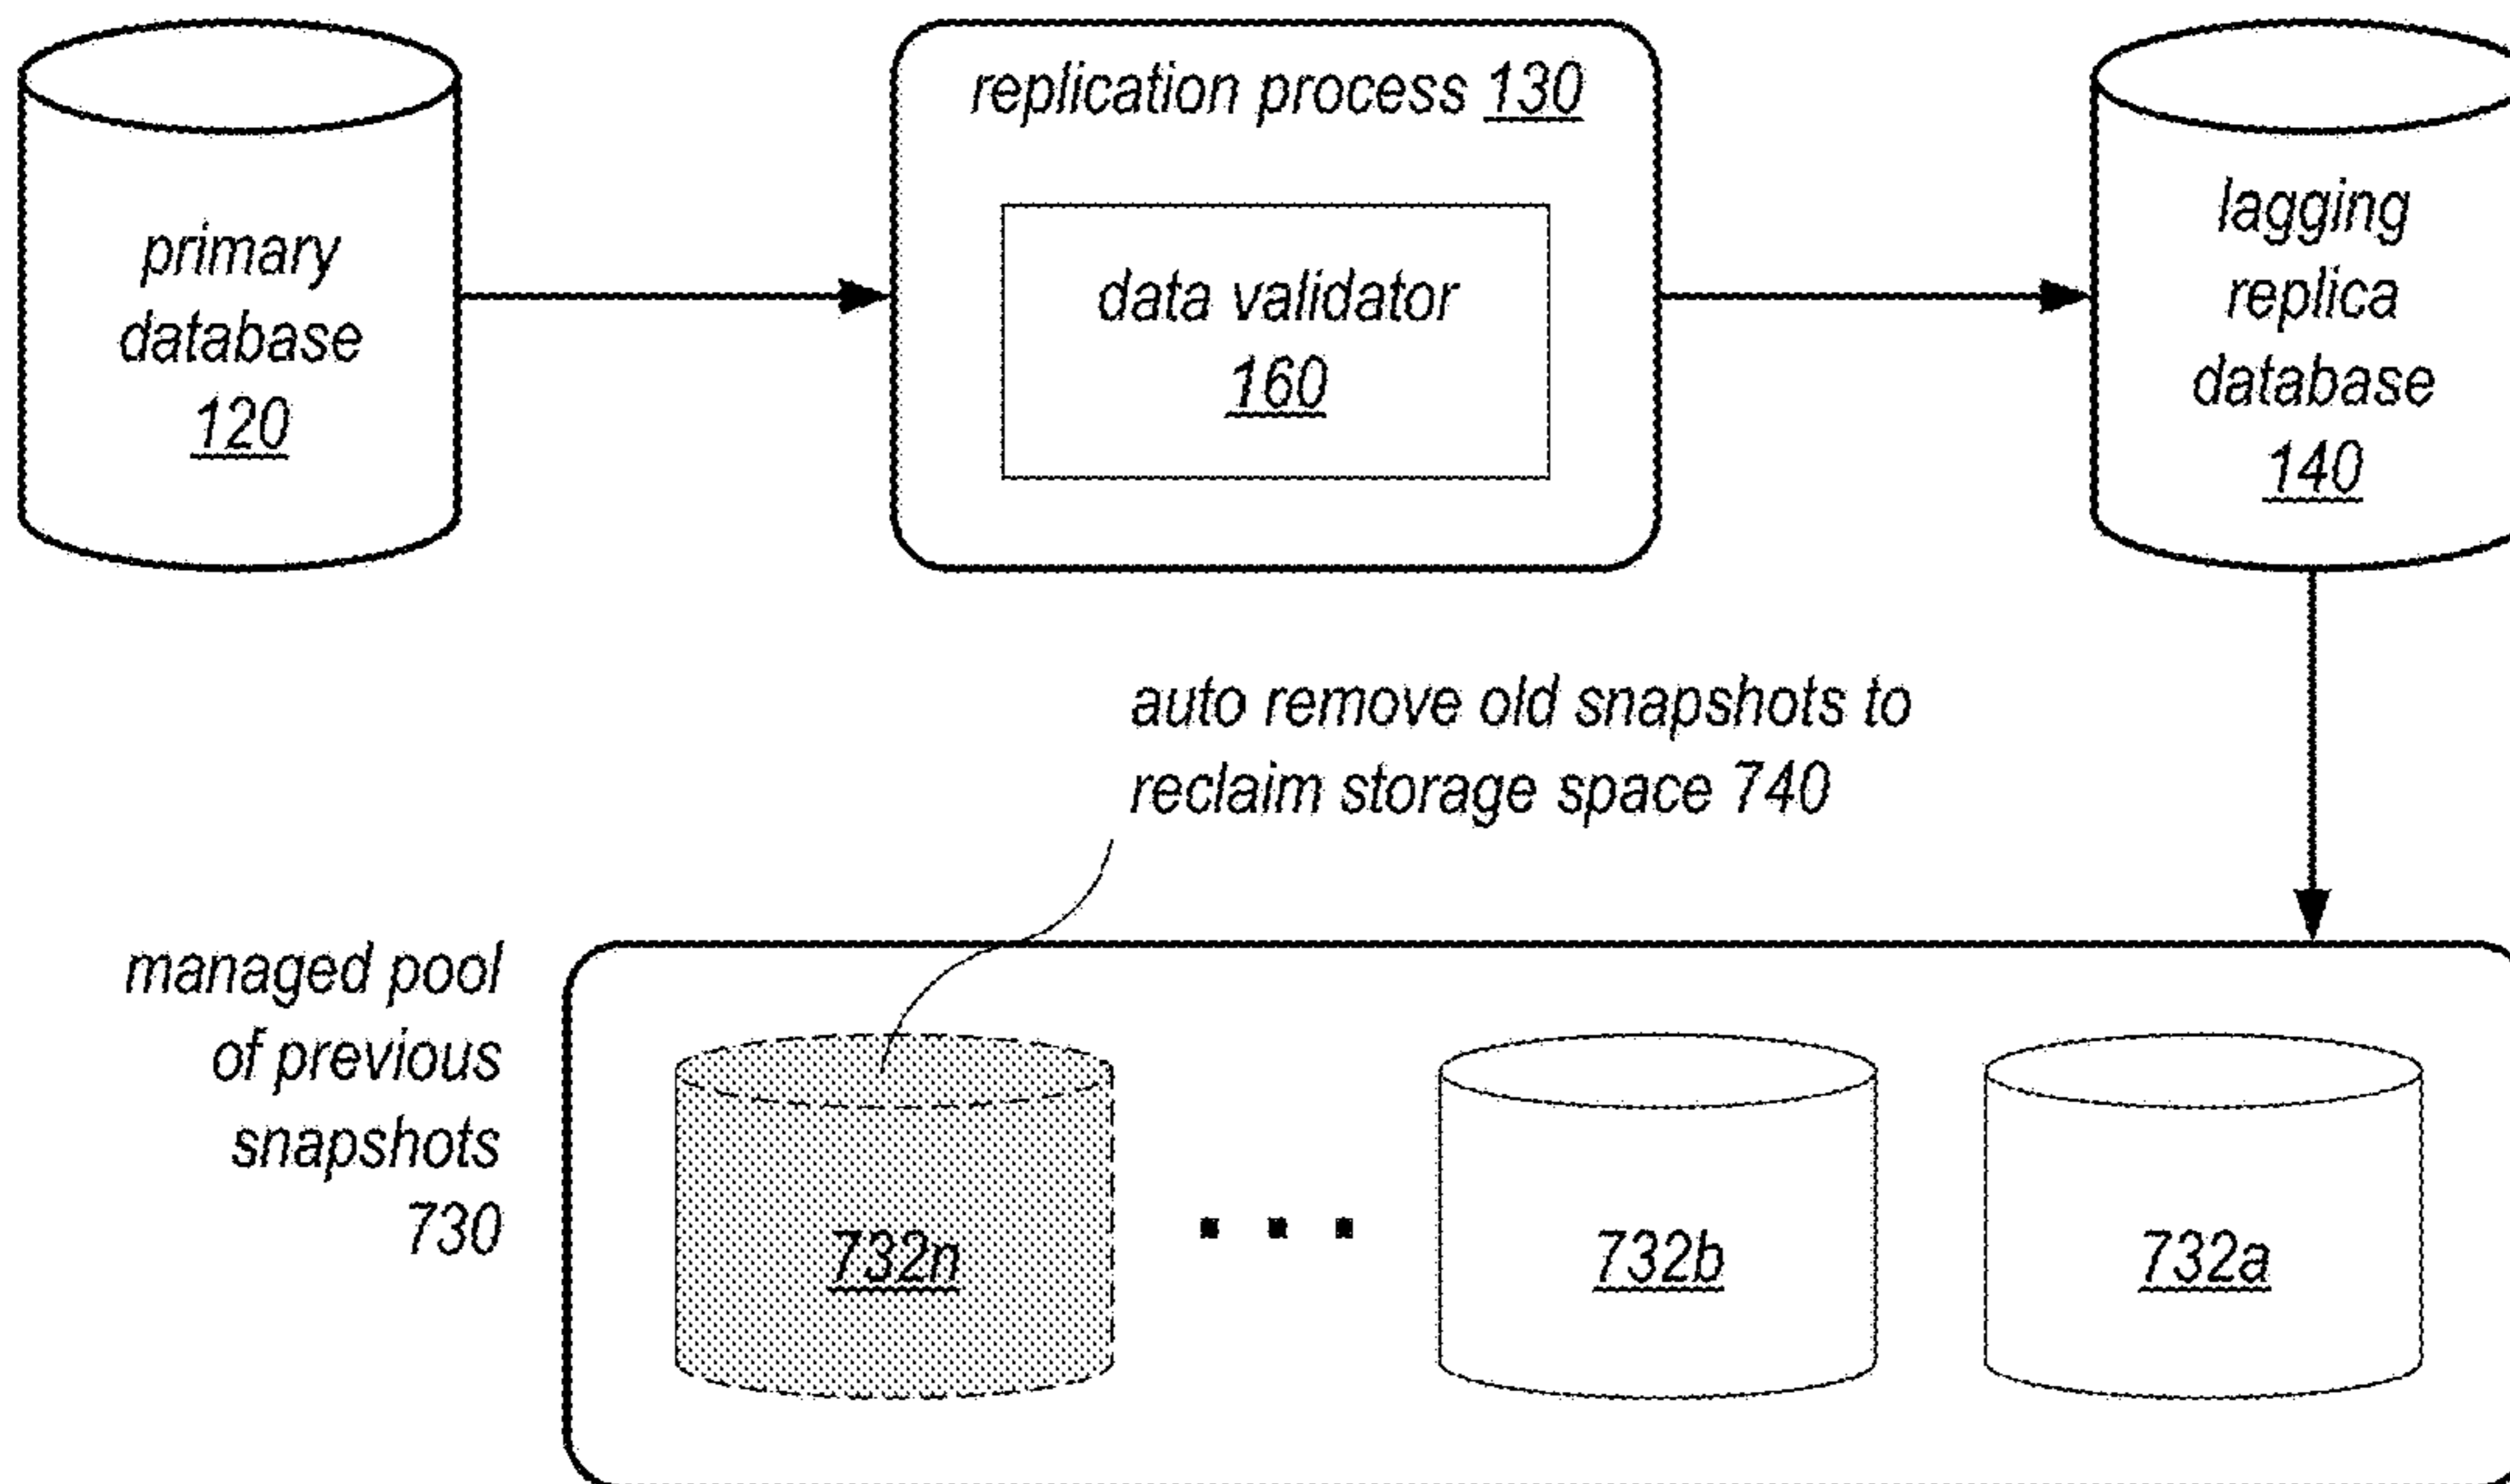 primary
database
120
replication process 130
data validator
160
lagging
replica
database
140
auto remove old snapshots to
reclaim storage space 740
managed pool
of previous
snapshots
730
732n
732b
732a